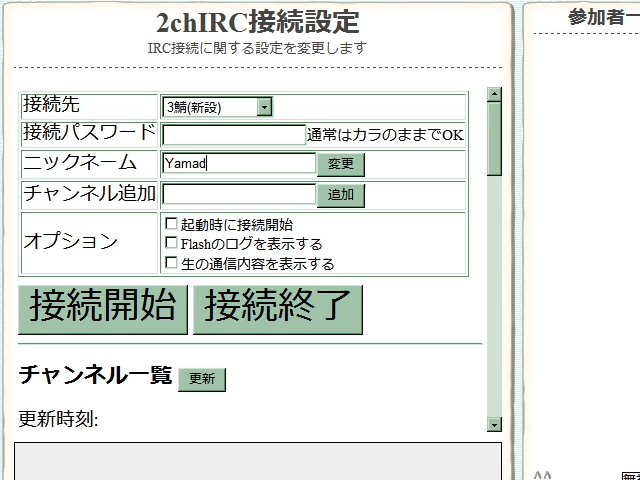 2chIRC接続設定
IRC接続に関する設定を変更します
接続先 3鯖(新設)
接続パスワード 通常はカラのままでOK
ニックネーム Yamad 変更
チャンネル追加 追加
オプション
起動時に接続開始
Flashのログを表示する
生の通信内容を表示する
接続開始 接続終了
チャンネル一覧 更新
更新時刻:
参加者一
^^